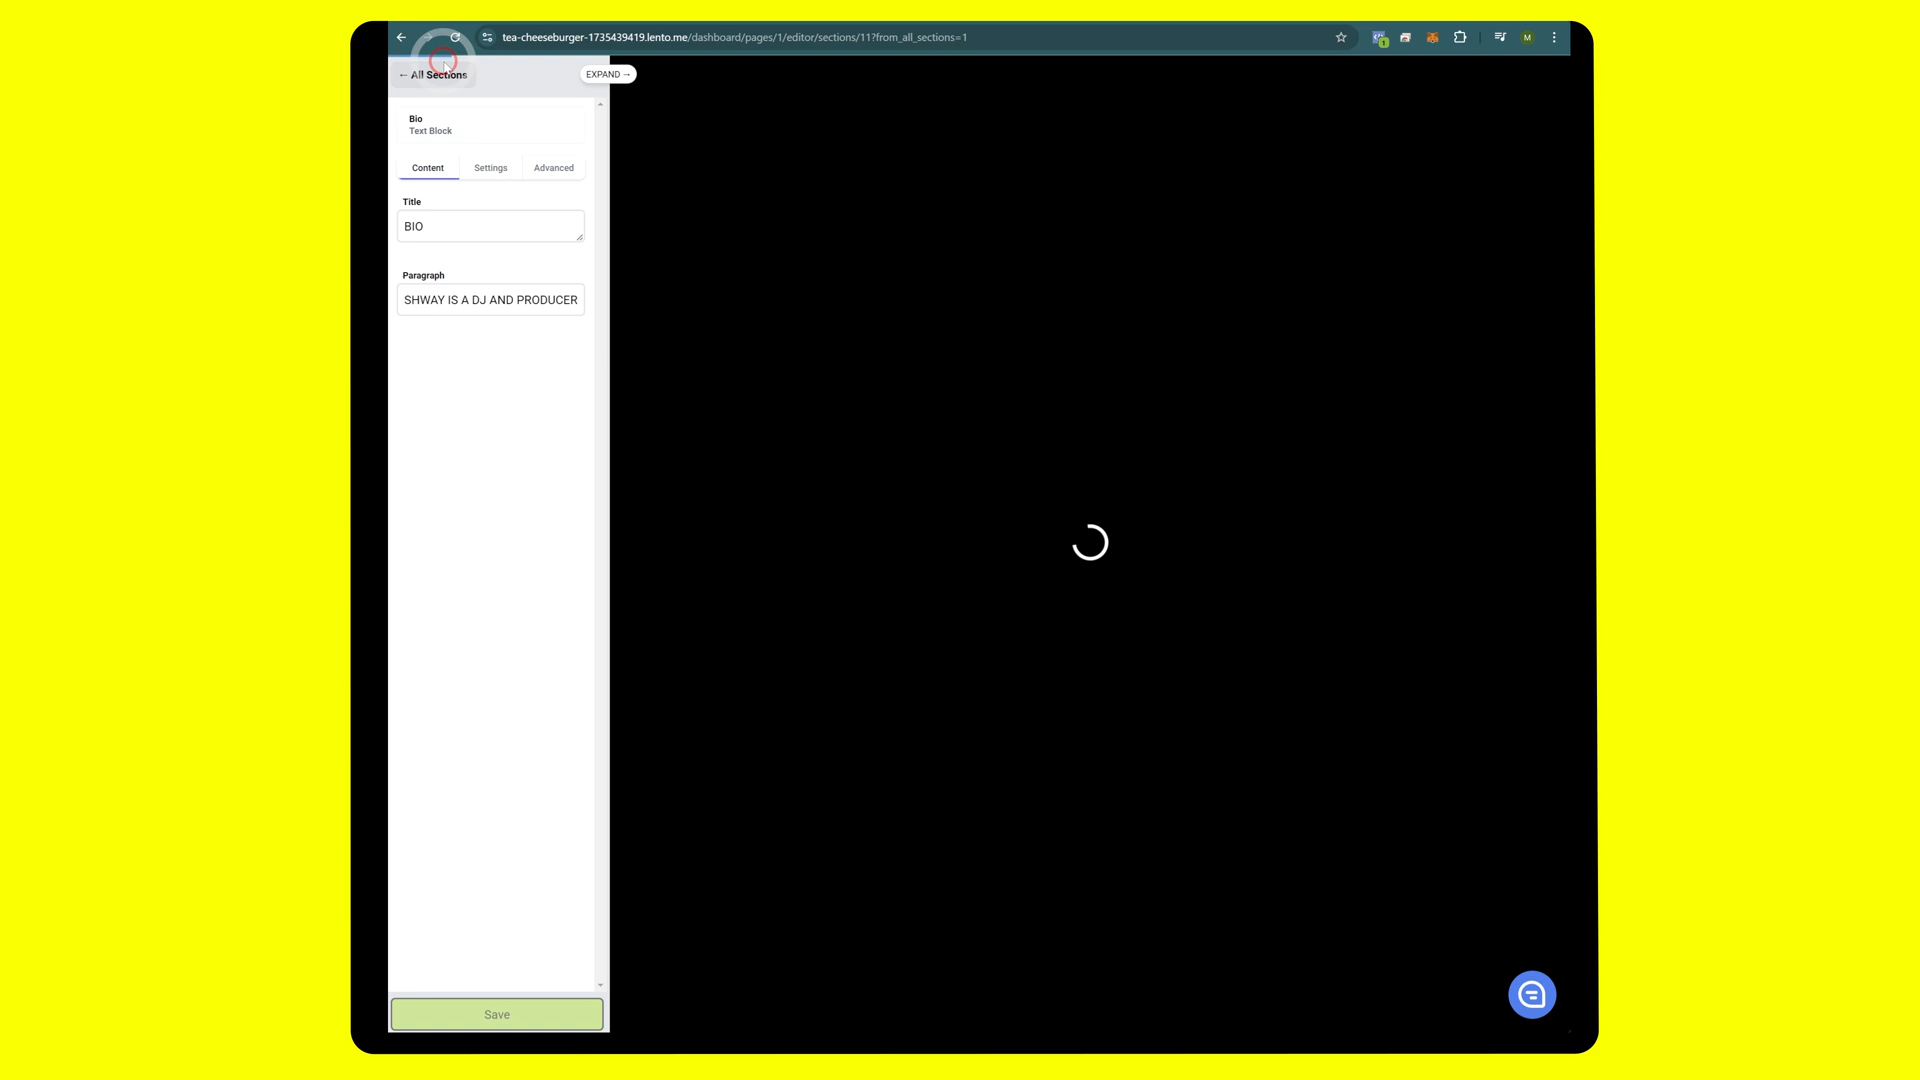 tea-cheeseburger-1735439419.lento.me/dashboard/pages/1/editor/sections/11?from_all_sections=1
1
M
← All Sections
EXPAND →
Bio
Text Block
Content
Settings
Advanced
Title
BIO
Paragraph
SHWAY IS A DJ AND PRODUCER
Save